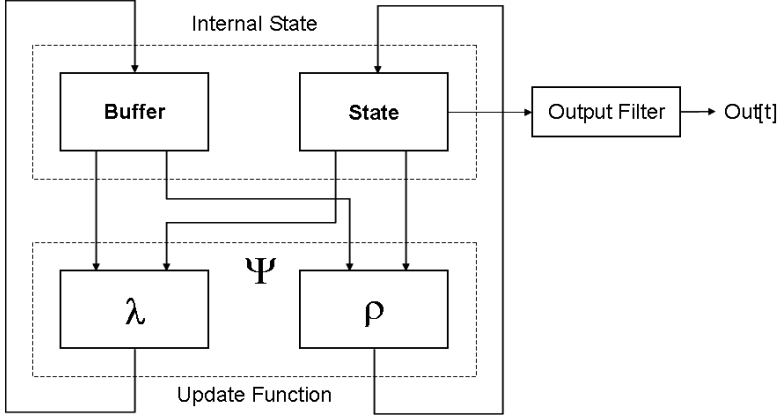 Internal State
Buffer
State
Output Filter
Out[t]
Ψ
λ
ρ
Update Function